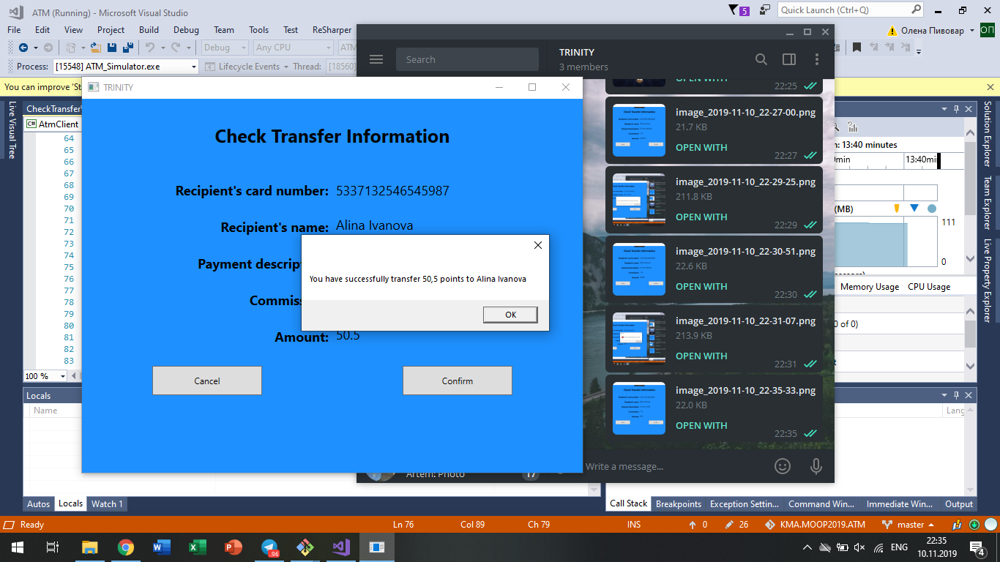 ATM (Running) - Microsoft Visual Studio
5
Quick Launch (Ctrl+Q)
File Edit View Project Build Debug Team Tools Test ReSharper
Олена Пивовар ОП
Debug Any CPU ATM
Process: [15548] ATM_Simulator.exe Lifecycle Events Thread: [18560]
You can improve 'St
Search
TRINITY
3 members
OPEN WITH
22:25
image_2019-11-10_22-27-00.png
21.7 KB
OPEN WITH
22:27
image_2019-11-10_22-29-25.png
211.8 KB
OPEN WITH
22:29
image_2019-11-10_22-30-51.png
22.6 KB
OPEN WITH
22:30
image_2019-11-10_22-31-07.png
213.9 KB
OPEN WITH
22:31
image_2019-11-10_22-35-33.png
22.0 KB
OPEN WITH
22:35
Write a message...
Artem: Photo
17
TRINITY
Check Transfer Information
Recipient's card number: 5337132546545987
Recipient's name: Alina Ivanova
Payment descript
Commiss
Amount: 50.5
Cancel
Confirm
You have successfully transfer 50,5 points to Alina Ivanova
OK
Live Visual Tree
CheckTransfer
C# AtmClient
64
65
66
67
68
69
70
71
72
73
74
75
76
77
78
79
80
81
82
83
100 %
Locals
Name
Autos Locals Watch 1
n: 13:40 minutes
0min 13:40mi
(MB)
111
0
Memory Usage CPU Usage
0 of 0)
t
Lang
Solution Explorer
Team Explorer
Live Property Explorer
Call Stack Breakpoints Exception Settin... Command Win... Immediate Win... Output
Ready Ln 76 Col 89 Ch 79 INS 0 26 KMA.MOOP2019.ATM master
96
ENG
22:35
10.11.2019
4